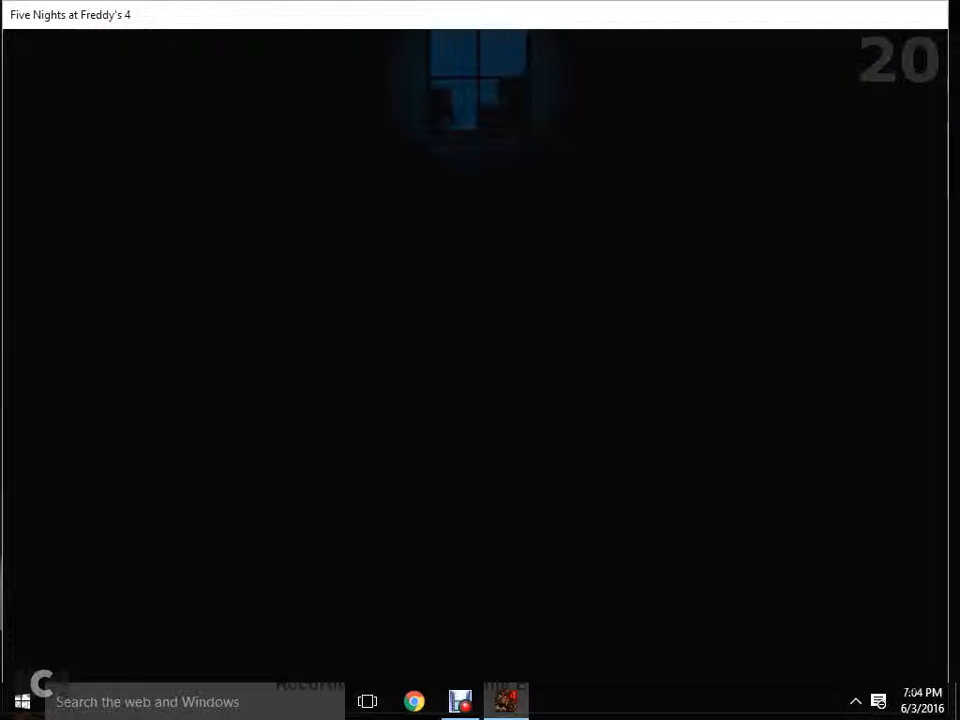 Five Nights at Freddy's 4
20
C
Search the web and Windows
7:04 PM
6/3/2016